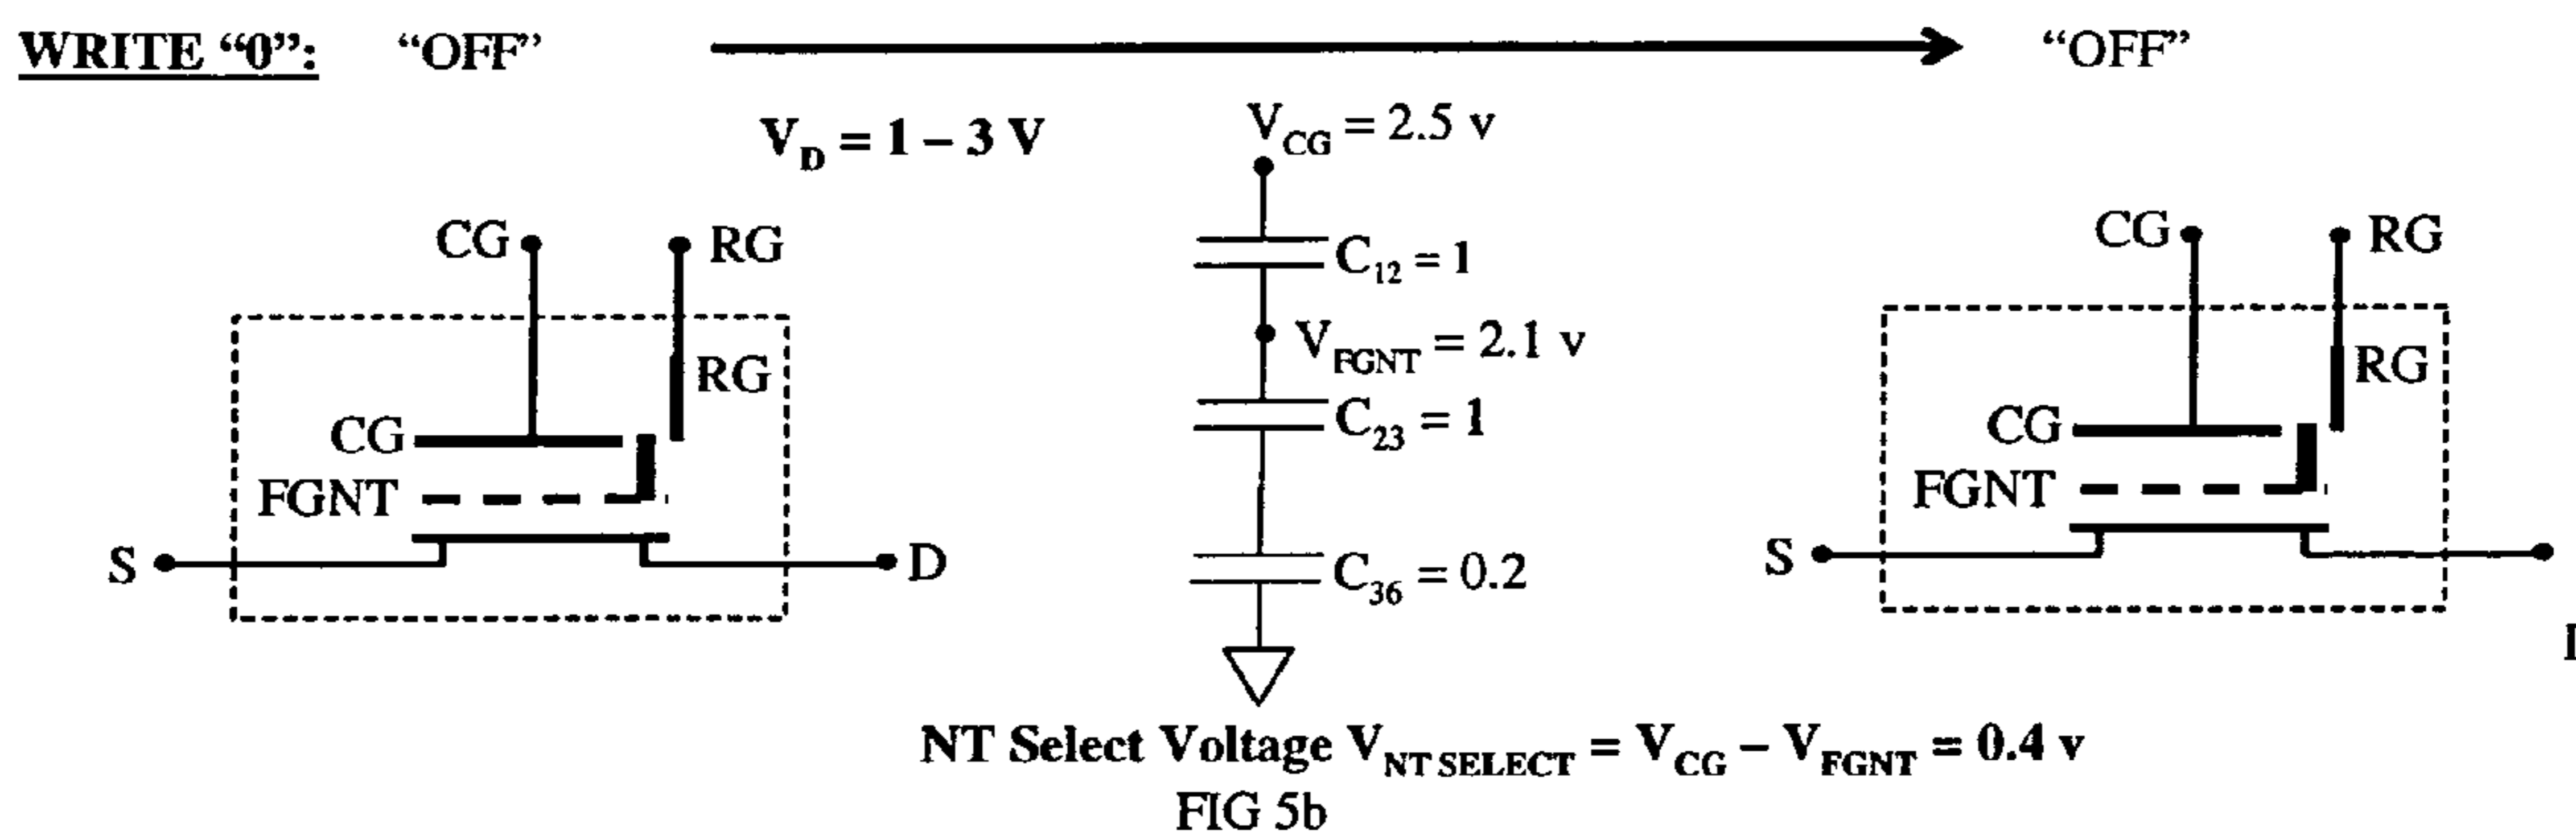 WRITE “0”: “OFF” “OFF”
V_D = 1 – 3 V
V_CG = 2.5 v
C_12 = 1
V_FGNT = 2.1 v
C_23 = 1
C_36 = 0.2
CG RG
RG
CG
FGNT
S D
CG RG
RG
CG
FGNT
S
NT Select Voltage V_NT SELECT = V_CG – V_FGNT = 0.4 v
FIG 5b